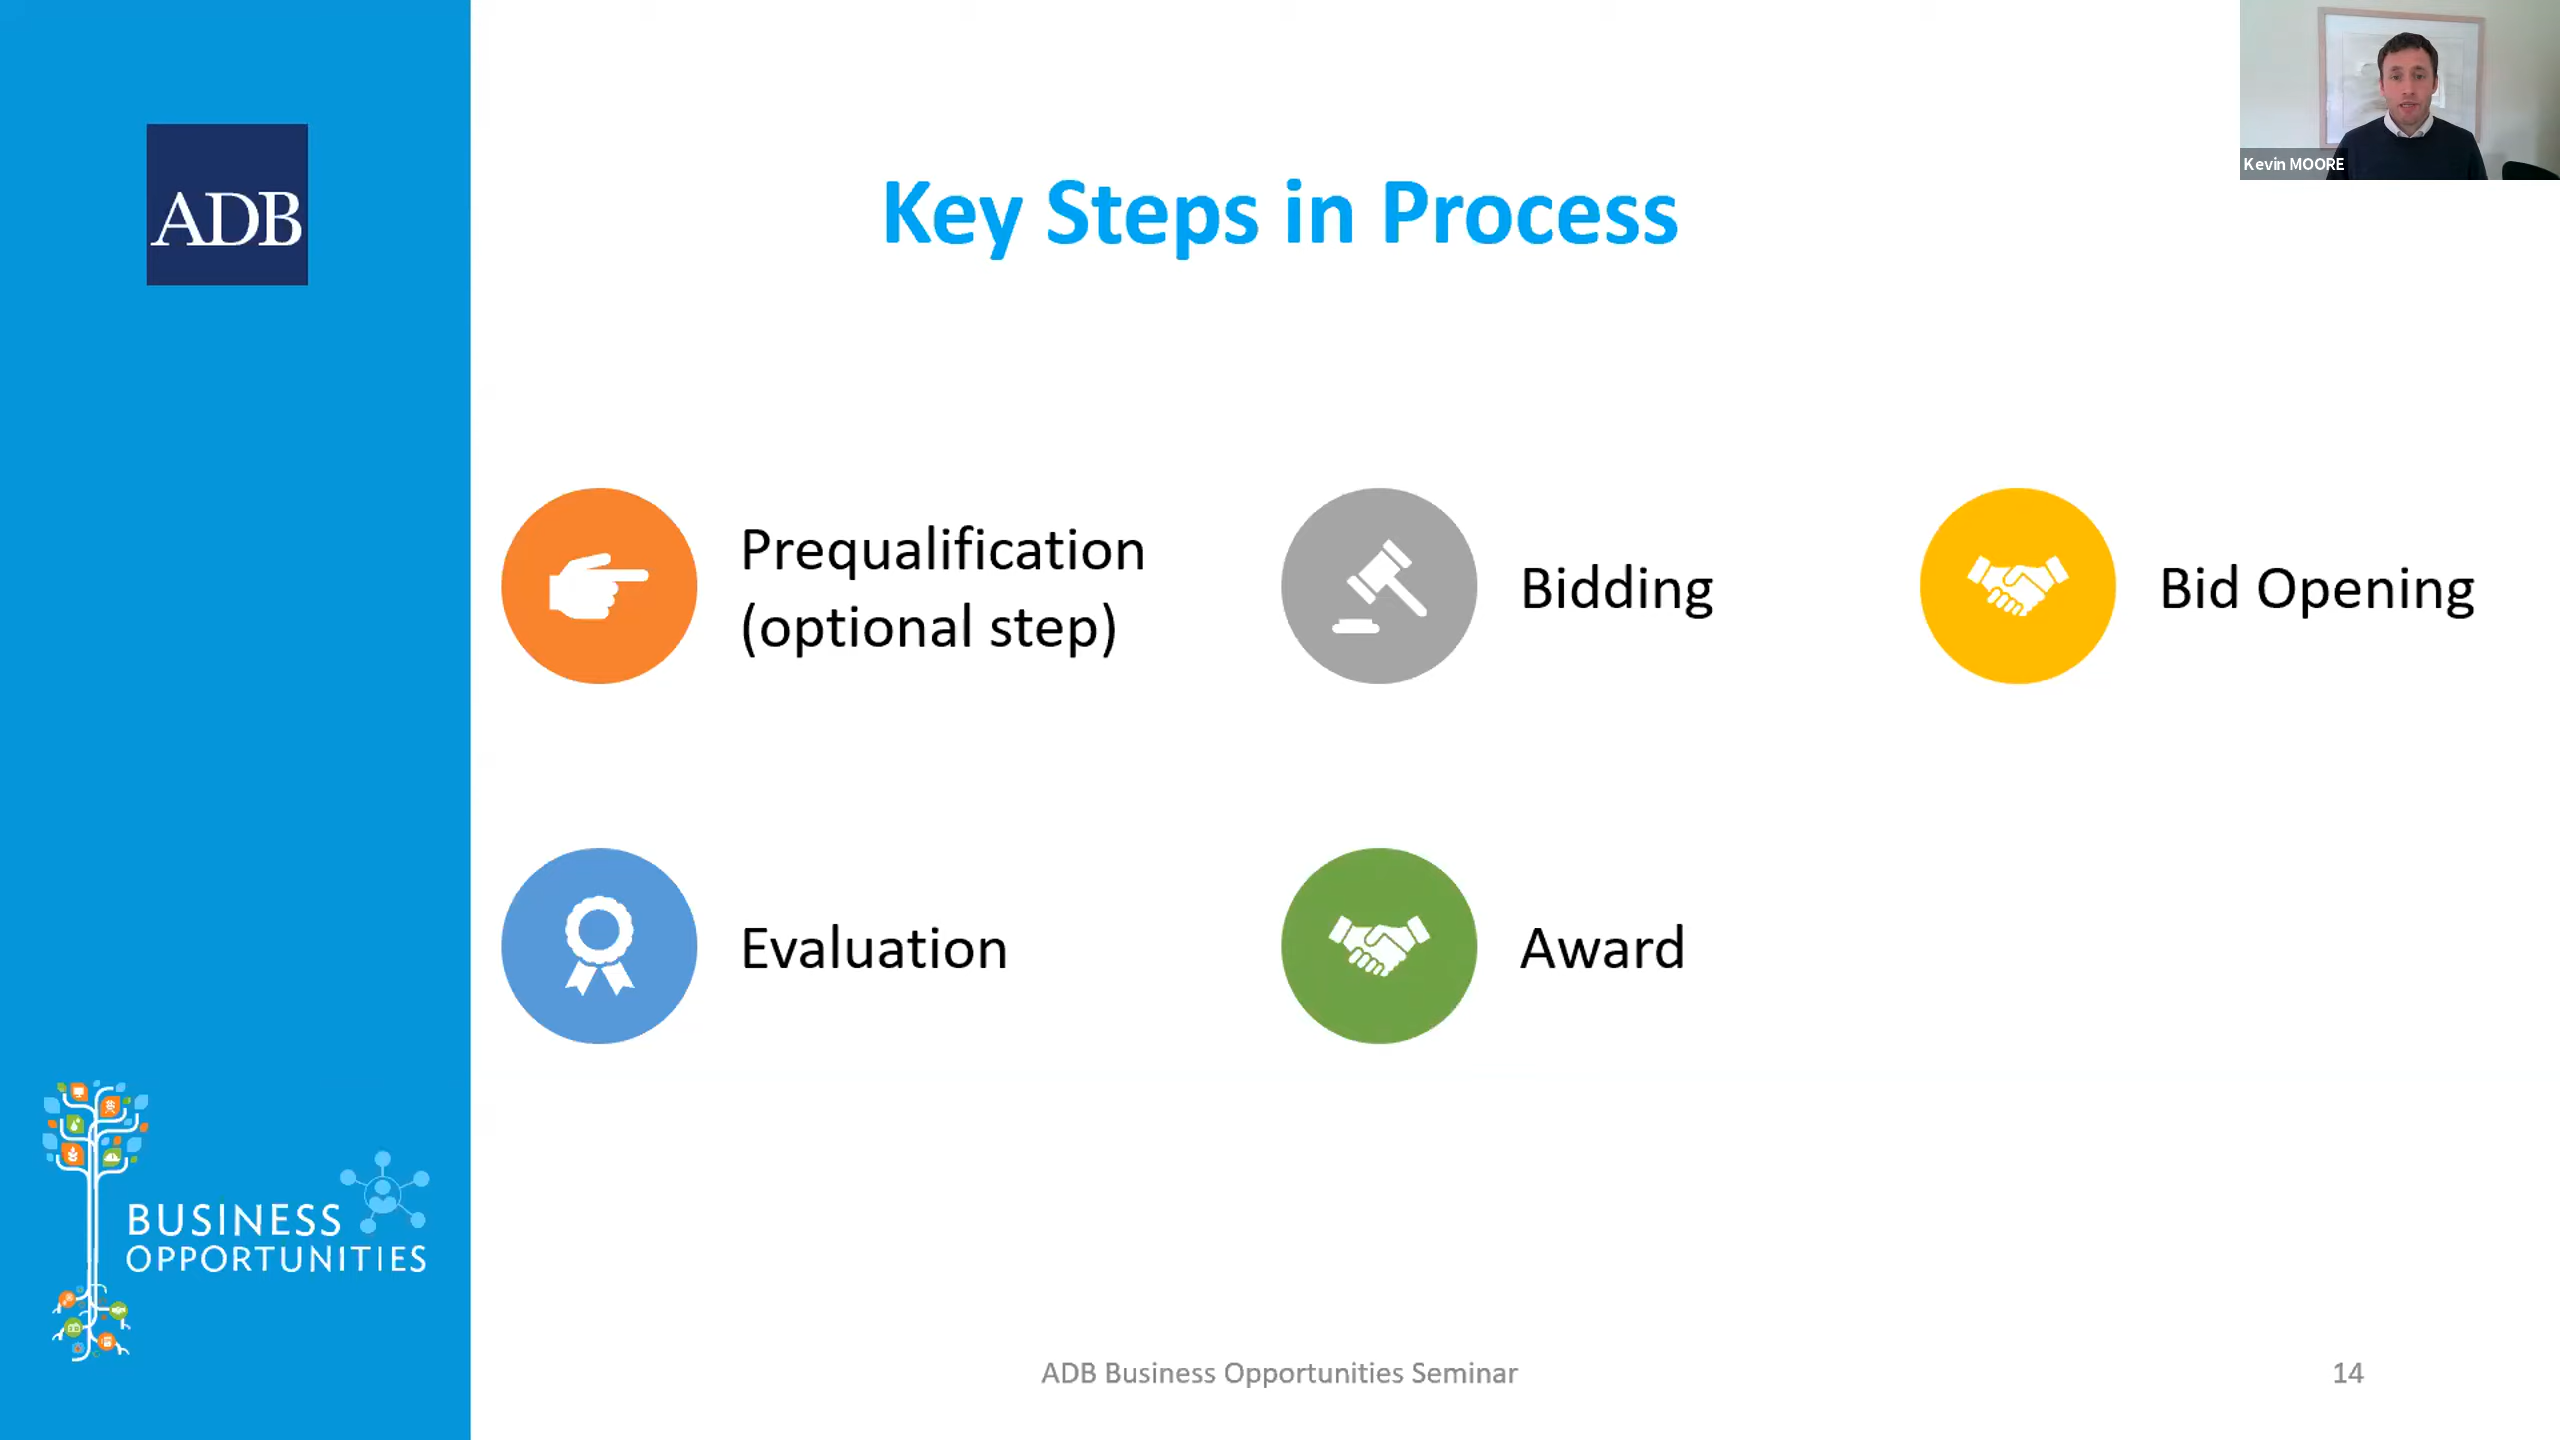 ADB
Key Steps in Process
Kevin MOORE
Prequalification
(optional step)
Bidding
Bid Opening
Evaluation
Award
BUSINESS
OPPORTUNITIES
ADB Business Opportunities Seminar
14